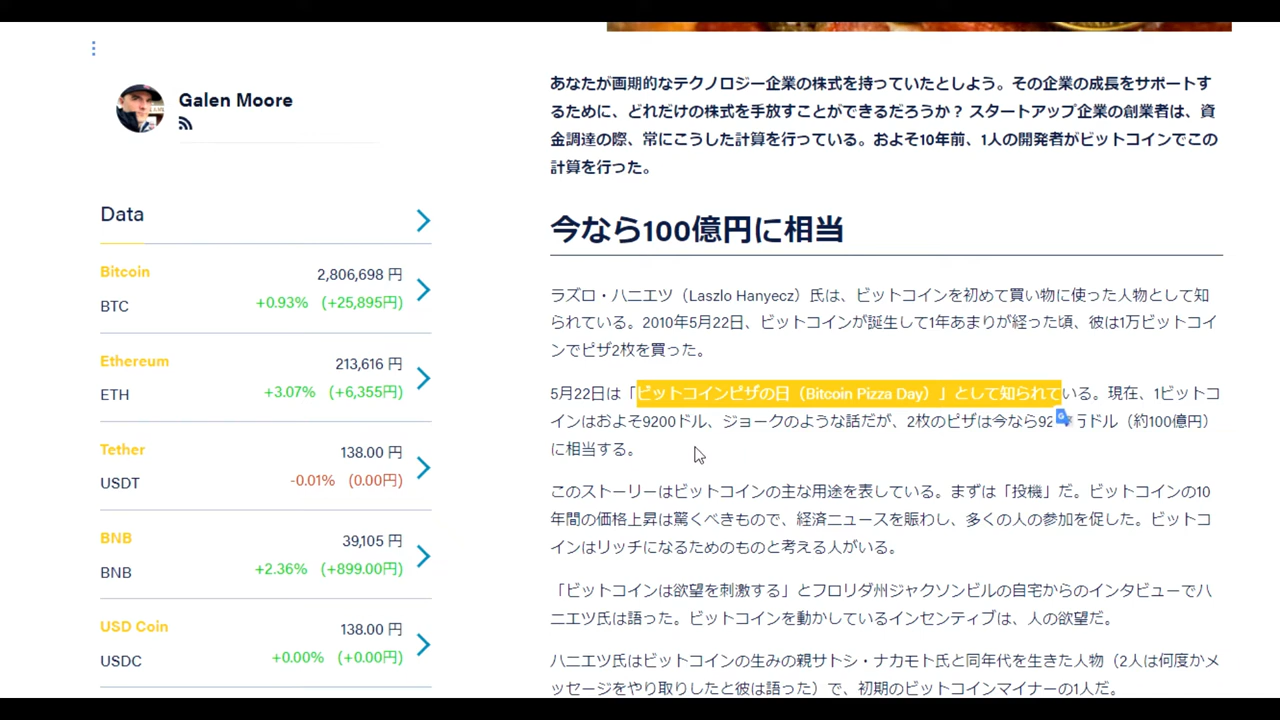 Galen Moore
Data
Bitcoin
2,806,698 円
BTC
+0.93% (+25,895円)
Ethereum
213,616 円
ETH
+3.07% (+6,355円)
Tether
138.00 円
USDT
-0.01% (0.00円)
BNB
39,105 円
BNB
+2.36% (+899.00円)
USD Coin
138.00 円
USDC
+0.00% (+0.00円)
あなたが画期的なテクノロジー企業の株式を持っていたとしよう。その企業の成長をサポートす
るために、どれだけの株式を手放すことができるだろうか？ スタートアップ企業の創業者は、資
金調達の際、常にこうした計算を行っている。およそ10年前、1人の開発者がビットコインでこの
計算を行った。
今なら100億円に相当
ラズロ・ハニエツ（Laszlo Hanyecz）氏は、ビットコインを初めて買い物に使った人物として知
られている。2010年5月22日、ビットコインが誕生して1年あまりが経った頃、彼は1万ビットコイ
ンでピザ2枚を買った。
5月22日は「ビットコインピザの日（Bitcoin Pizza Day）」として知られている。現在、1ビットコ
インはおよそ9200ドル、ジョークのような話だが、2枚のピザは今なら92 ドル（約100億円）
に相当する。
このストーリーはビットコインの主な用途を表している。まずは「投機」だ。ビットコインの10
年間の価格上昇は驚くべきもので、経済ニュースを賑わし、多くの人の参加を促した。ビットコ
インはリッチになるためのものと考える人がいる。
「ビットコインは欲望を刺激する」とフロリダ州ジャクソンビルの自宅からのインタビューでハ
ニエツ氏は語った。ビットコインを動かしているインセンティブは、人の欲望だ。
ハニエツ氏はビットコインの生みの親サトシ・ナカモト氏と同年代を生きた人物（2人は何度かメ
ッセージをやり取りしたと彼は語った）で、初期のビットコインマイナーの1人だ。